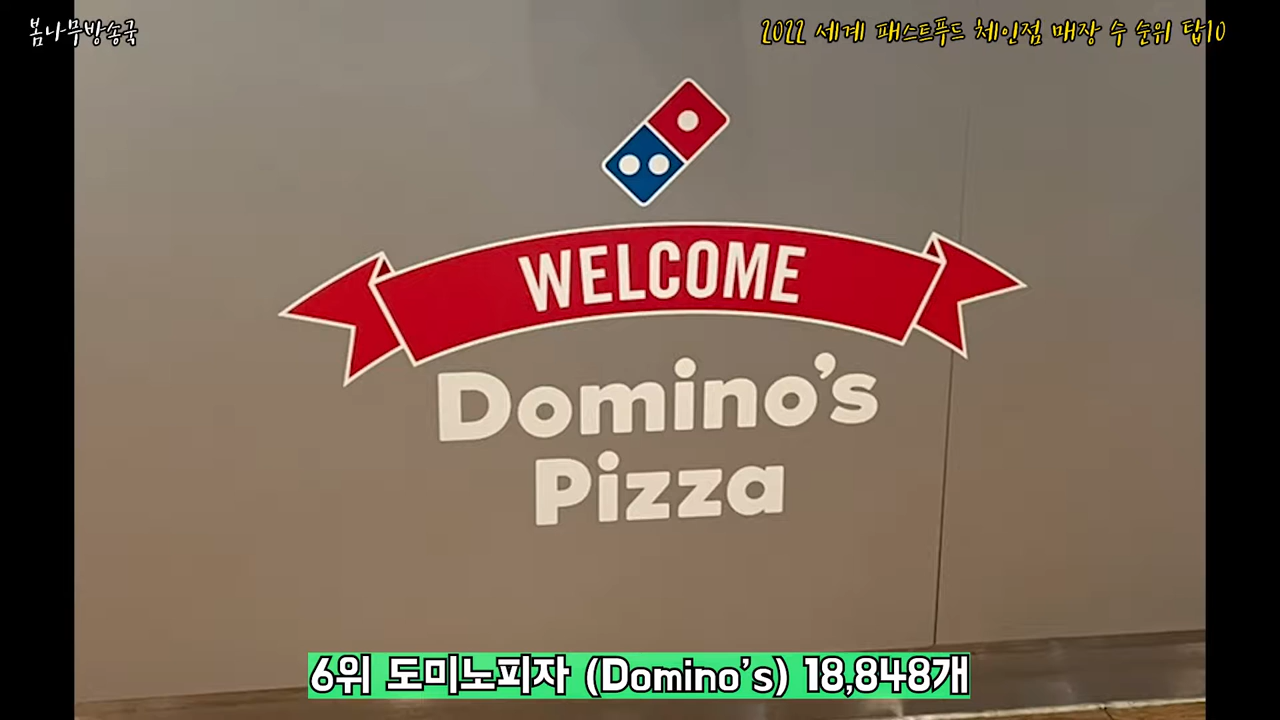 봄나무방송국
2022 세계 패스트푸드 체인점 매장 수 순위 탑10
WELCOME
Domino's
Pizza
6위 도미노피자 (Domino's) 18,848개